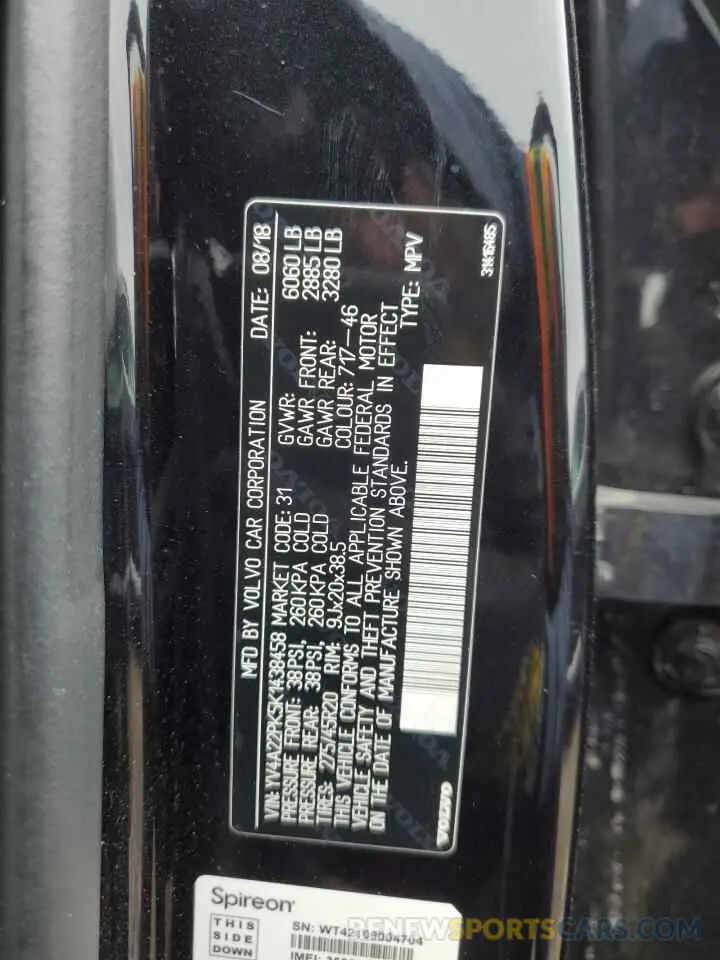 MFD BY VOLVO CAR CORPORATION DATE: 08/18
VIN: YV4A22PK5K1438458 MARKET CODE: 31 GVWR: 6060 LB
PRESSURE FRONT: 38PSI, 260KPA COLD GAWR FRONT: 2885 LB
PRESSURE REAR: 38PSI, 260KPA COLD GAWR REAR: 3280 LB
TIRES: 275/45R20 RIM: 9Jx20x38.5 COLOUR: 717-46
THIS VEHICLE CONFORMS TO ALL APPLICABLE FEDERAL MOTOR
VEHICLE SAFETY AND THEFT PREVENTION STANDARDS IN EFFECT
ON THE DATE OF MANUFACTURE SHOWN ABOVE. TYPE: MPV
VOLVO 31416485
Spireon
THIS
SIDE
DOWN
SN:
IMEI:
RENEWSPORTSCARS.COM